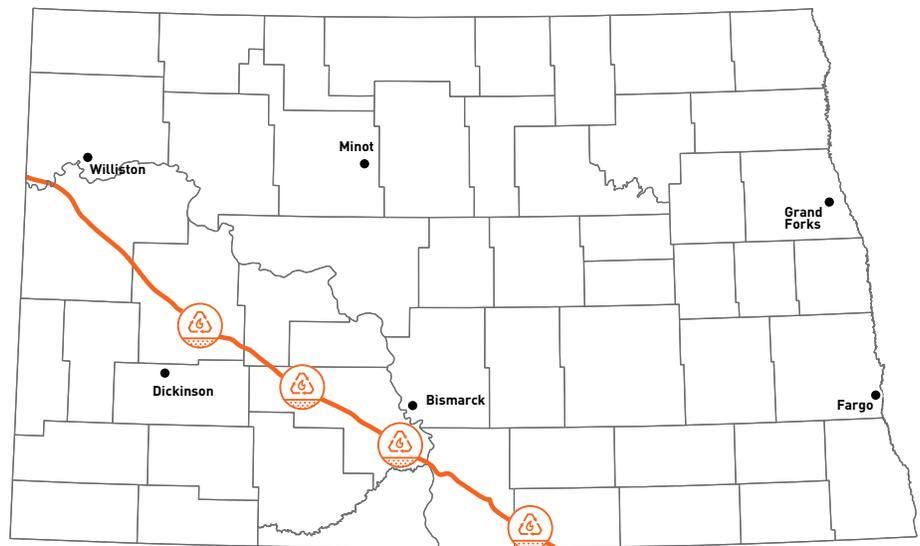 Minot
Williston
Grand
Forks
Dickinson
Bismarck
Fargo